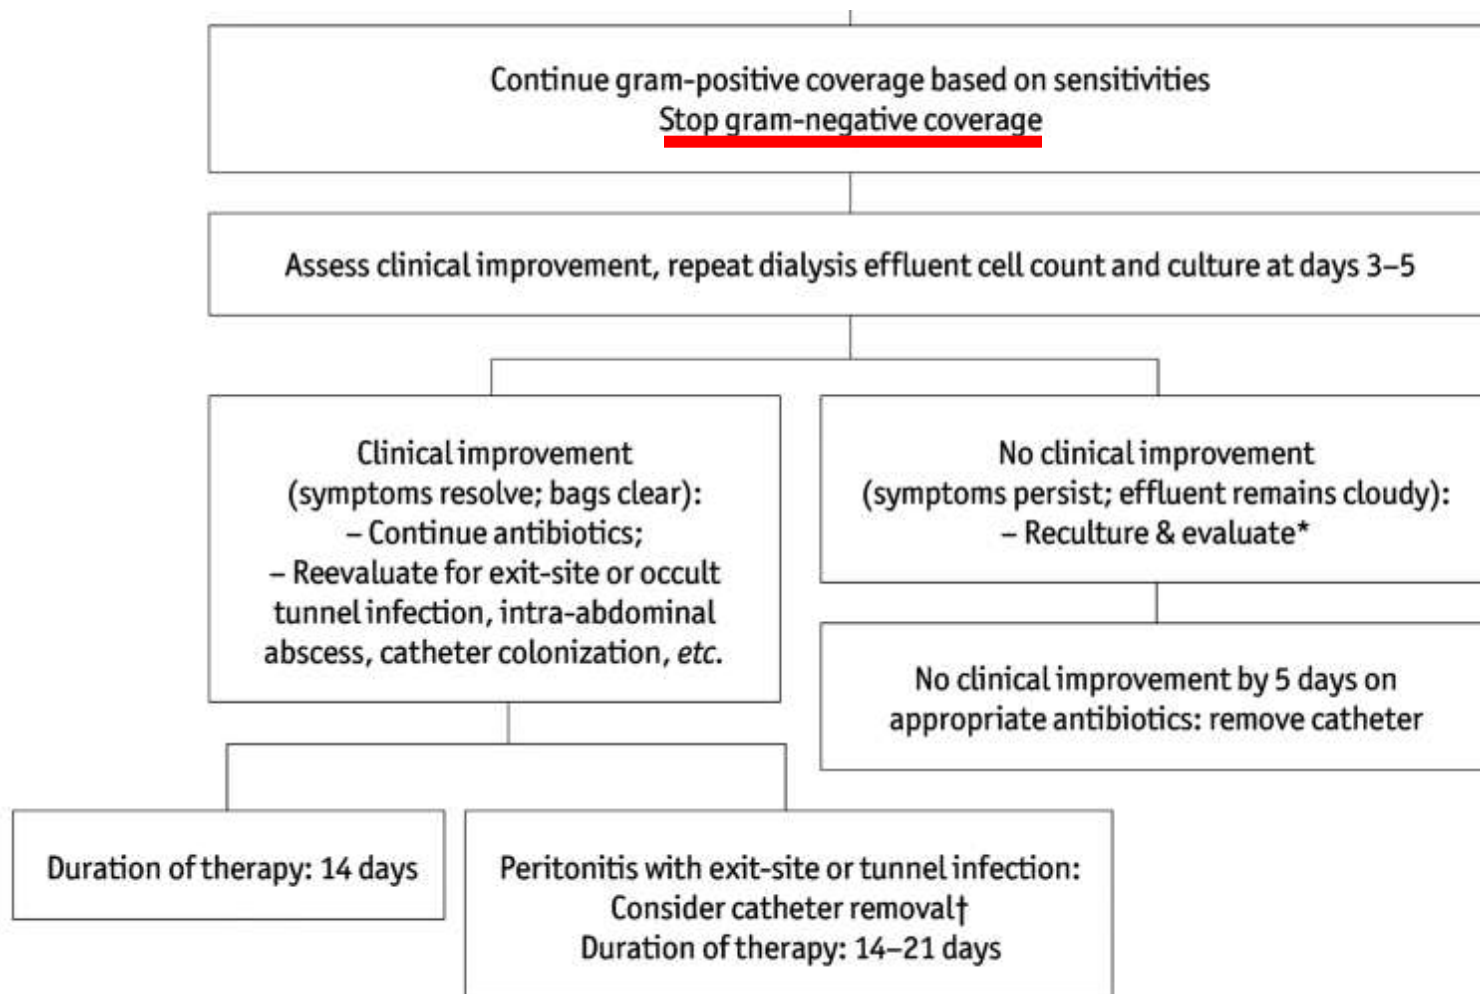 Continue gram-positive coverage based on sensitivities
Stop gram-negative coverage
Assess clinical improvement, repeat dialysis effluent cell count and culture at days 3–5
Clinical improvement
(symptoms resolve; bags clear):
– Continue antibiotics;
– Reevaluate for exit-site or occult
tunnel infection, intra-abdominal
abscess, catheter colonization, etc.
No clinical improvement
(symptoms persist; effluent remains cloudy):
– Reculture & evaluate*
No clinical improvement by 5 days on
appropriate antibiotics: remove catheter
Duration of therapy: 14 days
Peritonitis with exit-site or tunnel infection:
Consider catheter removal†
Duration of therapy: 14–21 days